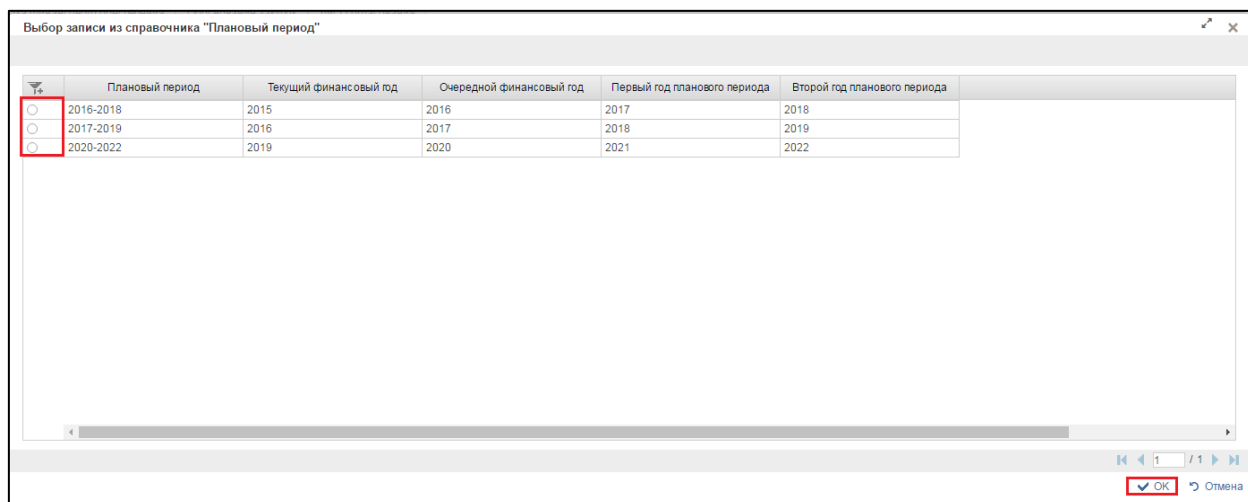 Выбор записи из справочника "Плановый период"
Плановый период Текущий финансовый год Очередной финансовый год Первый год планового периода Второй год планового периода
2016-2018 2015 2016 2017 2018
2017-2019 2016 2017 2018 2019
2020-2022 2019 2020 2021 2022
1 / 1
OK Отмена